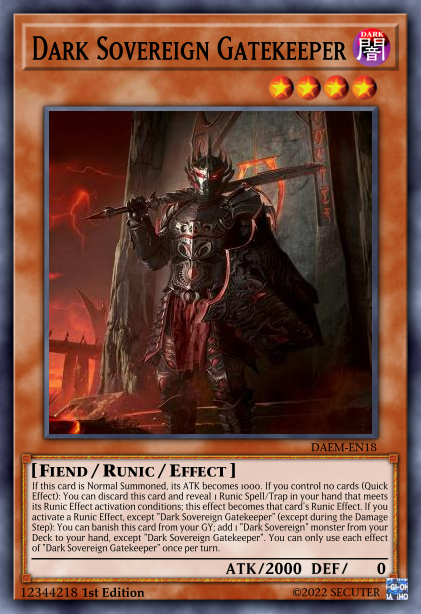 DARK SOVEREIGN GATEKEEPER
DARK
闇
DAEM-EN18
[FIEND / RUNIC / EFFECT ]
If this card is Normal Summoned, its ATK becomes 1000. If you control no cards (Quick
Effect): You can discard this card and reveal 1 Runic Spell/Trap in your hand that meets
its Runic Effect activation conditions; this effect becomes that card's Runic Effect. If you
activate a Runic Effect, except "Dark Sovereign Gatekeeper" (except during the Damage
Step): You can banish this card from your GY; add 1 "Dark Sovereign" monster from your
Deck to your hand, except "Dark Sovereign Gatekeeper". You can only use each effect
of "Dark Sovereign Gatekeeper" once per turn.
ATK/2000 DEF/ 0
12344218 1st Edition
©2022 SECUTER